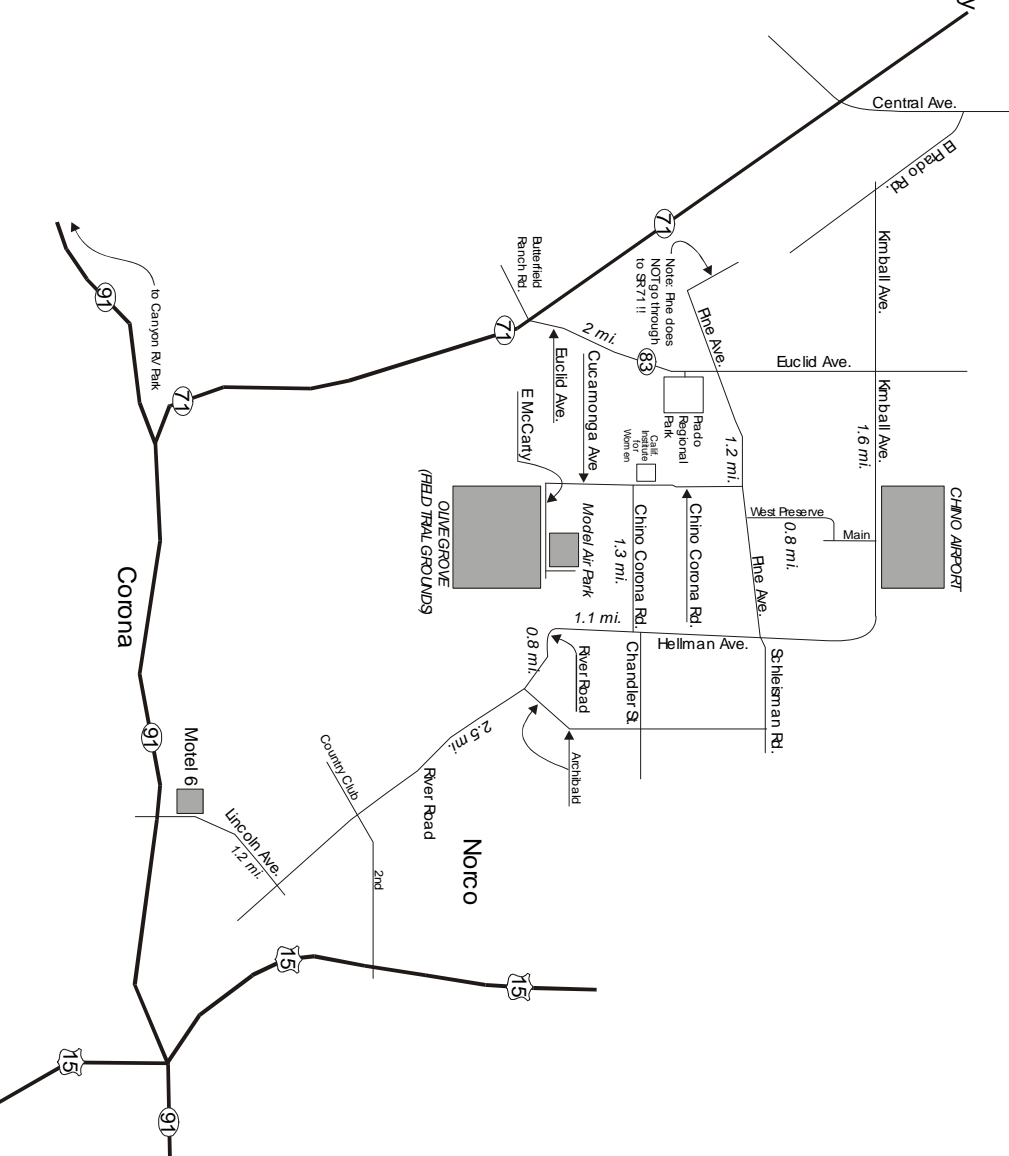 Central Ave.
El Prado Rd.
Kimball Ave.
71
Butterfield
Ranch Rd.
Note: Pine does
NOT go through
to SR71 !!
Pine Ave.
91
to Canyon RV Park
71
2 mi.
83
Euclid Ave.
Kimball Ave.
1.6 mi.
71
Euclid Ave.
Cucamonga Ave
E McCarty
Prado
Regional
Park
Calif.
Institute
for
Women
1.2 mi.
CHINO AIRPORT
West Preserve
0.8 mi.
Main
OLIVE GROVE
(FIELD TRIAL GROUNDS)
Model Air Park
Chino Corona Rd.
1.3 mi.
Chino Corona Rd.
Pine Ave.
Corona
1.1 mi.
Hellman Ave.
0.8 mi.
River Road
Chandler St.
Schleisman Rd.
91
Motel 6
2.5 mi.
Archibald
Country Club
River Road
Lincoln Ave.
1.2 mi.
2nd
Norco
15
15
15
91